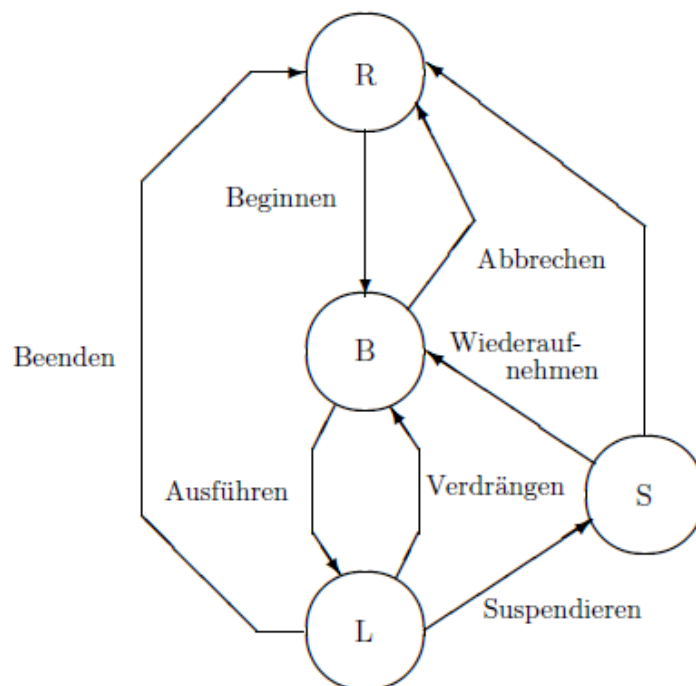 R
Beginnen
Abbrechen
Beenden
B
Wiederauf-
nehmen
Ausführen
Verdrängen
S
L
Suspendieren